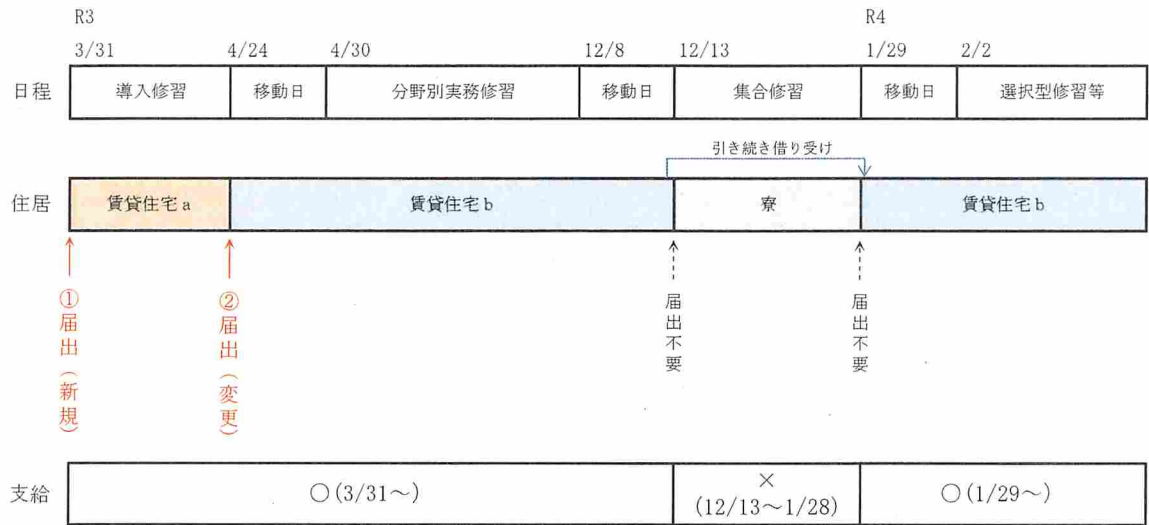 R3 R4
3/31 4/24 4/30 12/8 12/13 1/29 2/2
日程 導入修習 移動日 分野別実務修習 移動日 集合修習 移動日 選択型修習等
引き続き借り受け
住居 賃貸住宅a 賃貸住宅b 寮 賃貸住宅b
①届出(新規)
②届出(変更)
届出不要
届出不要
支給 ○(3/31～) × ○(1/29～)
(12/13～1/28)